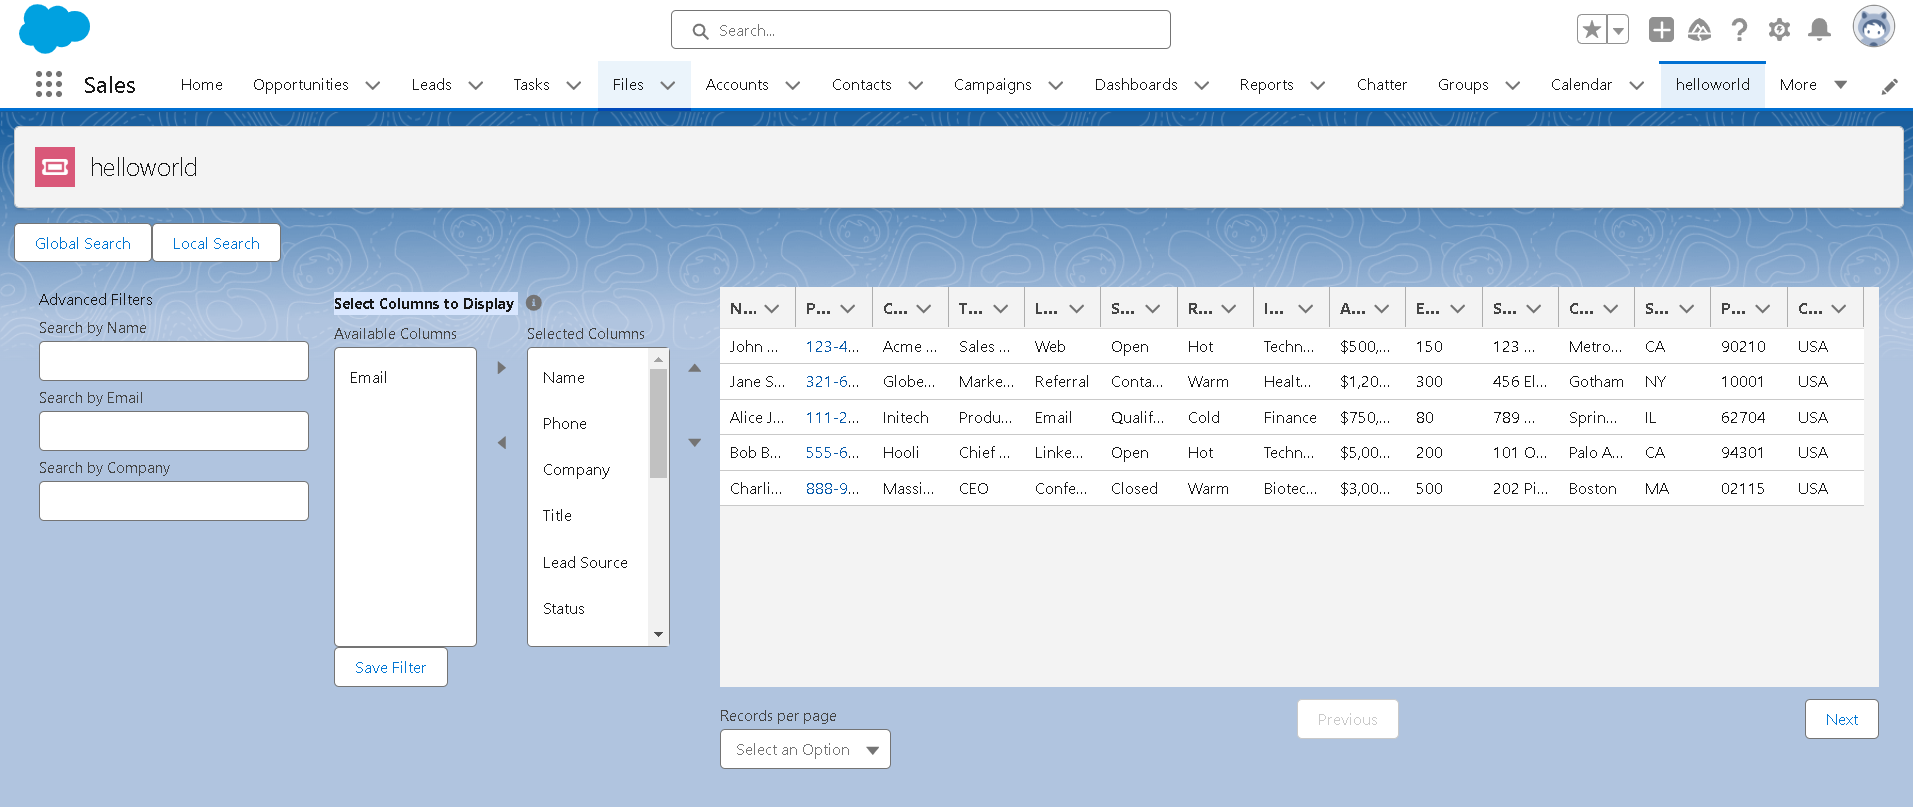 Search...
Sales
Home
Opportunities
Leads
Tasks
Files
Accounts
Contacts
Campaigns
Dashboards
Reports
Chatter
Groups
Calendar
helloworld
More
helloworld
Global Search
Local Search
Advanced Filters
Search by Name
Search by Email
Search by Company
Select Columns to Display
Available Columns
Email
Save Filter
Selected Columns
Name
Phone
Company
Title
Lead Source
Status
N... P... C... T... L... S... R... I... A... E... S... C... S... P... C...
John ... 123-4... Acme ... Sales ... Web Open Hot Techn... $500,... 150 123 ... Metro... CA 90210 USA
Jane S... 321-6... Globe... Marke... Referral Conta... Warm Healt... $1,20... 300 456 El... Gotham NY 10001 USA
Alice J... 111-2... Initech Produ... Email Qualif... Cold Finance $750,... 80 789 ... Sprin... IL 62704 USA
Bob B... 555-6... Hooli Chief ... Linke... Open Hot Techn... $5,00... 200 101 O... Palo A... CA 94301 USA
Charli... 888-9... Massi... CEO Confe... Closed Warm Biotec... $3,00... 500 202 Pi... Boston MA 02115 USA
Records per page
Select an Option
Previous
Next